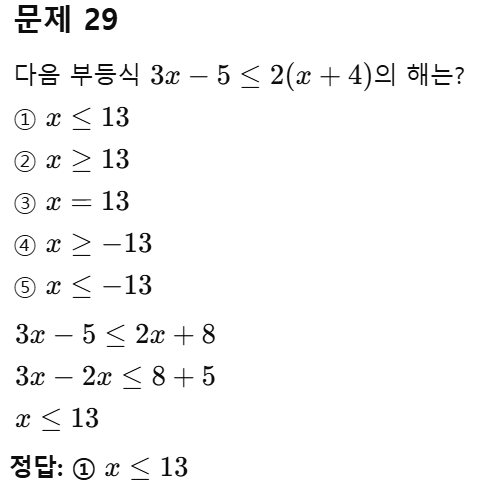 문제 29
다음 부등식 3x − 5 ≤ 2(x + 4)의 해는?
① x ≤ 13
② x ≥ 13
③ x = 13
④ x ≥ −13
⑤ x ≤ −13
3x − 5 ≤ 2x + 8
3x − 2x ≤ 8 + 5
x ≤ 13
정답: ① x ≤ 13